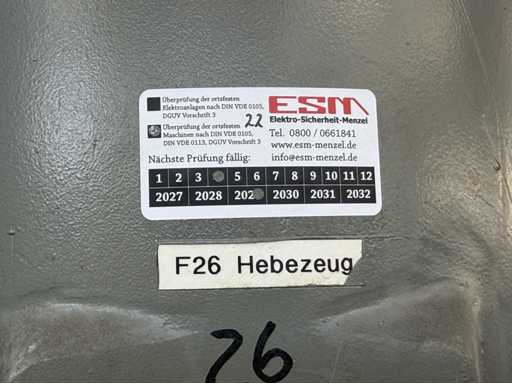 Überprüfung der ortsfesten
Elektroanlagen nach DIN VDE 0105,
DGUV Vorschrift 3
22
Überprüfung der ortsfesten
Maschinen nach DIN VDE 0105,
DIN VDE 0113, DGUV Vorschrift 3
ESM
Elektro-Sicherheit-Menzel
Tel. 0800 / 0661841
www.esm-menzel.de
info@esm-menzel.de
Nächste Prüfung fällig:
1 2 3 5 6 7 8 9 10 11 12
2027 2028 2030 2031 2032
F26 Hebezeug
26